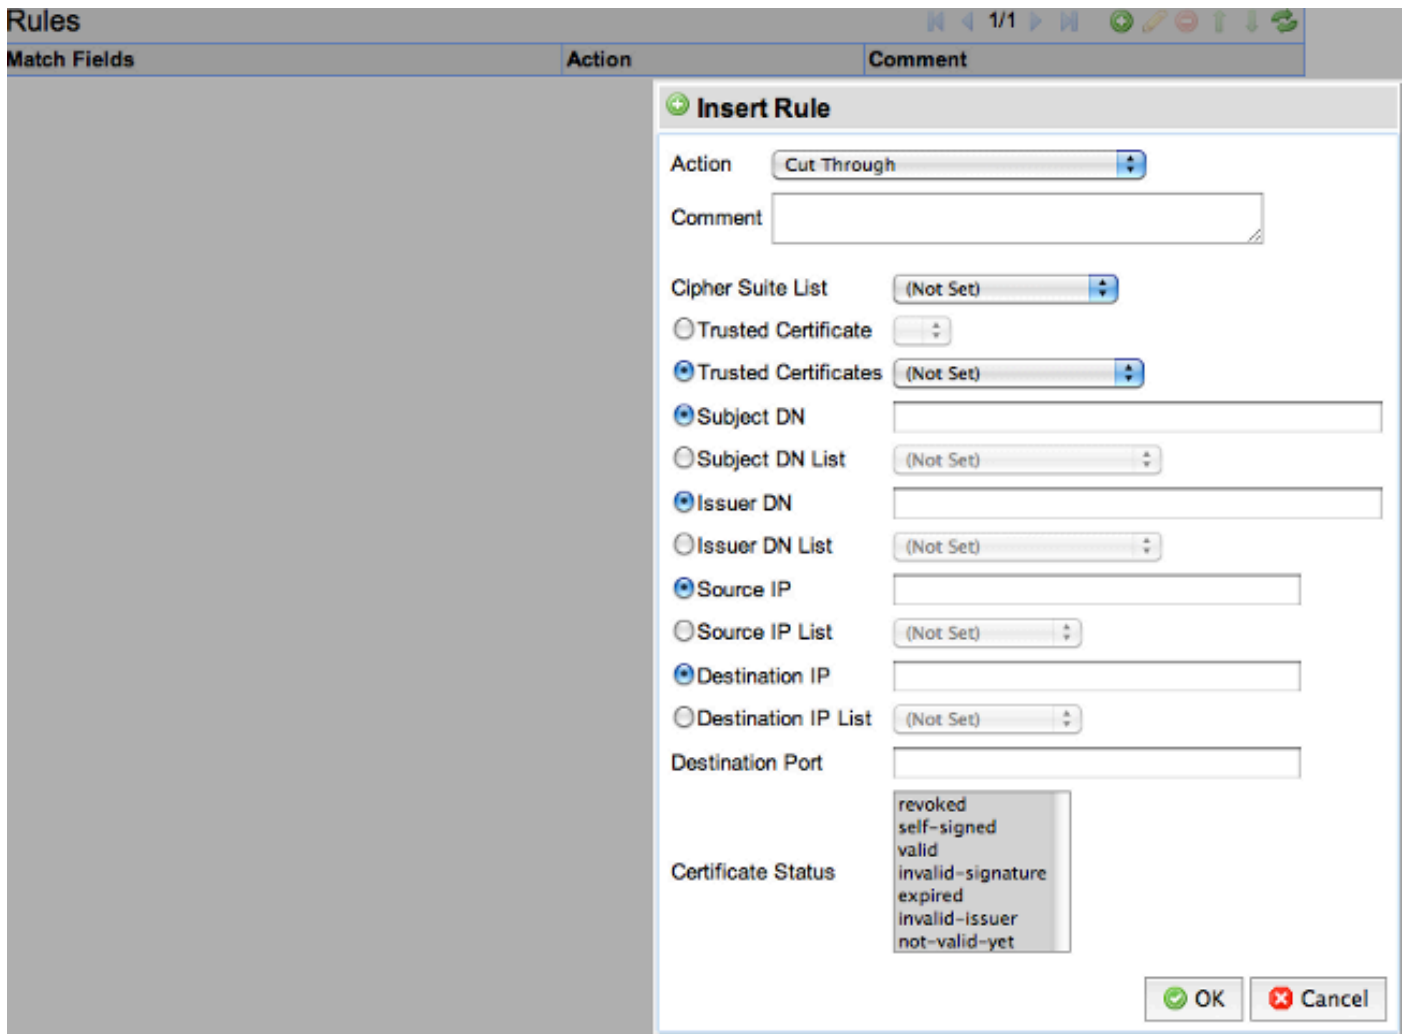 Rules 1/1
Match Fields Action Comment
Insert Rule
Action Cut Through
Comment
Cipher Suite List (Not Set)
Trusted Certificate
Trusted Certificates (Not Set)
Subject DN
Subject DN List (Not Set)
Issuer DN
Issuer DN List (Not Set)
Source IP
Source IP List (Not Set)
Destination IP
Destination IP List (Not Set)
Destination Port
revoked
self-signed
valid
Certificate Status invalid-signature
expired
invalid-issuer
not-valid-yet
OK Cancel